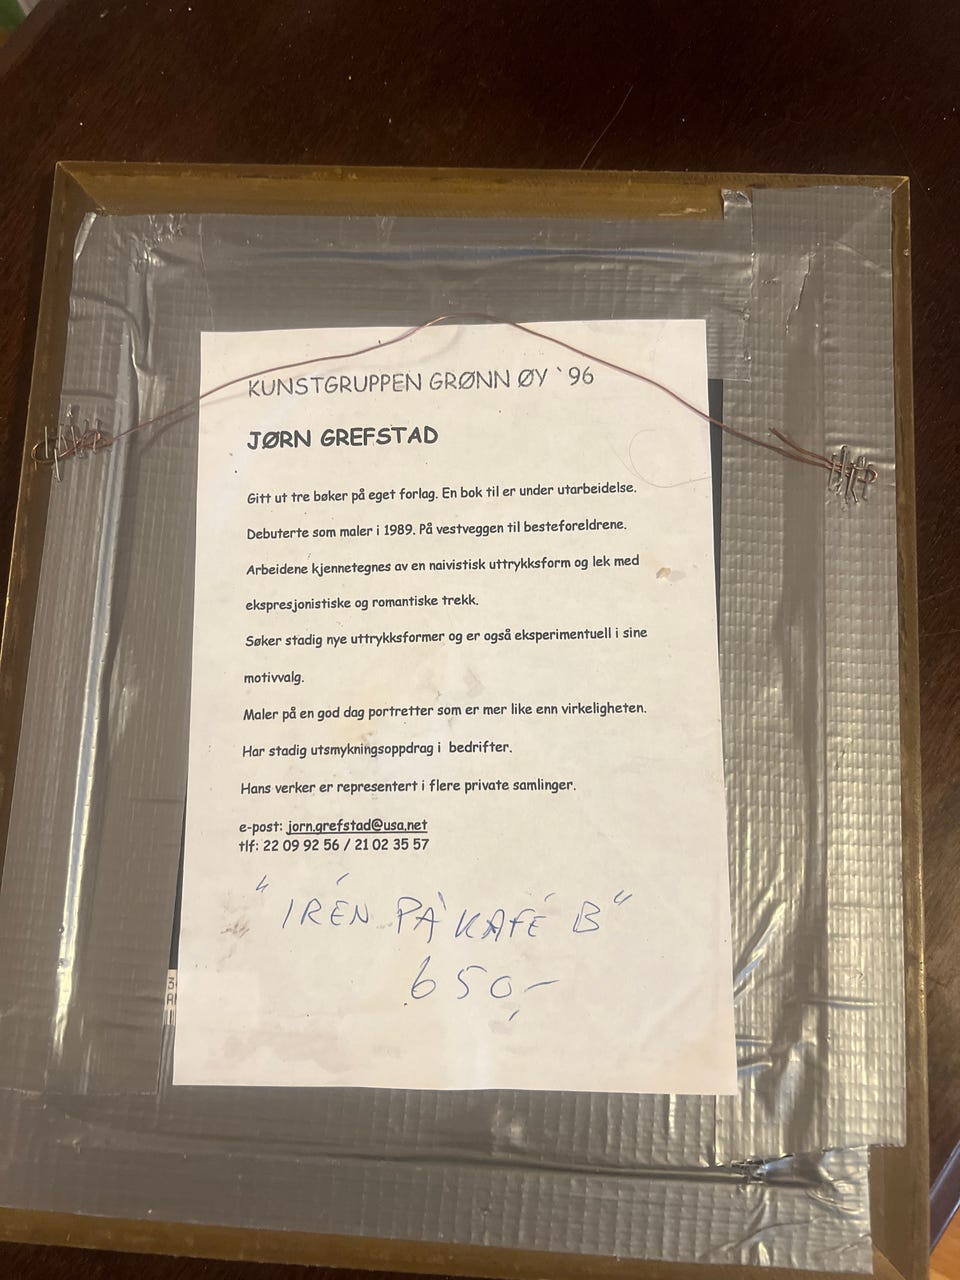 KUNSTGRUPPEN GRØNN ØY `96
JØRN GREFSTAD
Gitt ut tre bøker på eget forlag. En bok til er under utarbeidelse.
Debuterte som maler i 1989. På vestveggen til besteforeldrene.
Arbeidene kjennetegnes av en naivistisk uttrykksform og lek med
ekspresjonistiske og romantiske trekk.
Søker stadig nye uttrykksformer og er også eksperimentuell i sine
motivvalg.
Maler på en god dag portretter som er mer like enn virkeligheten.
Har stadig utsmykningsoppdrag i bedrifter.
Hans verker er representert i flere private samlinger.
e-post: jorn.grefstad@usa.net
tlf: 22 09 92 56 / 21 02 35 57
"IRÉN PÅ KAFÉ B"
650,-